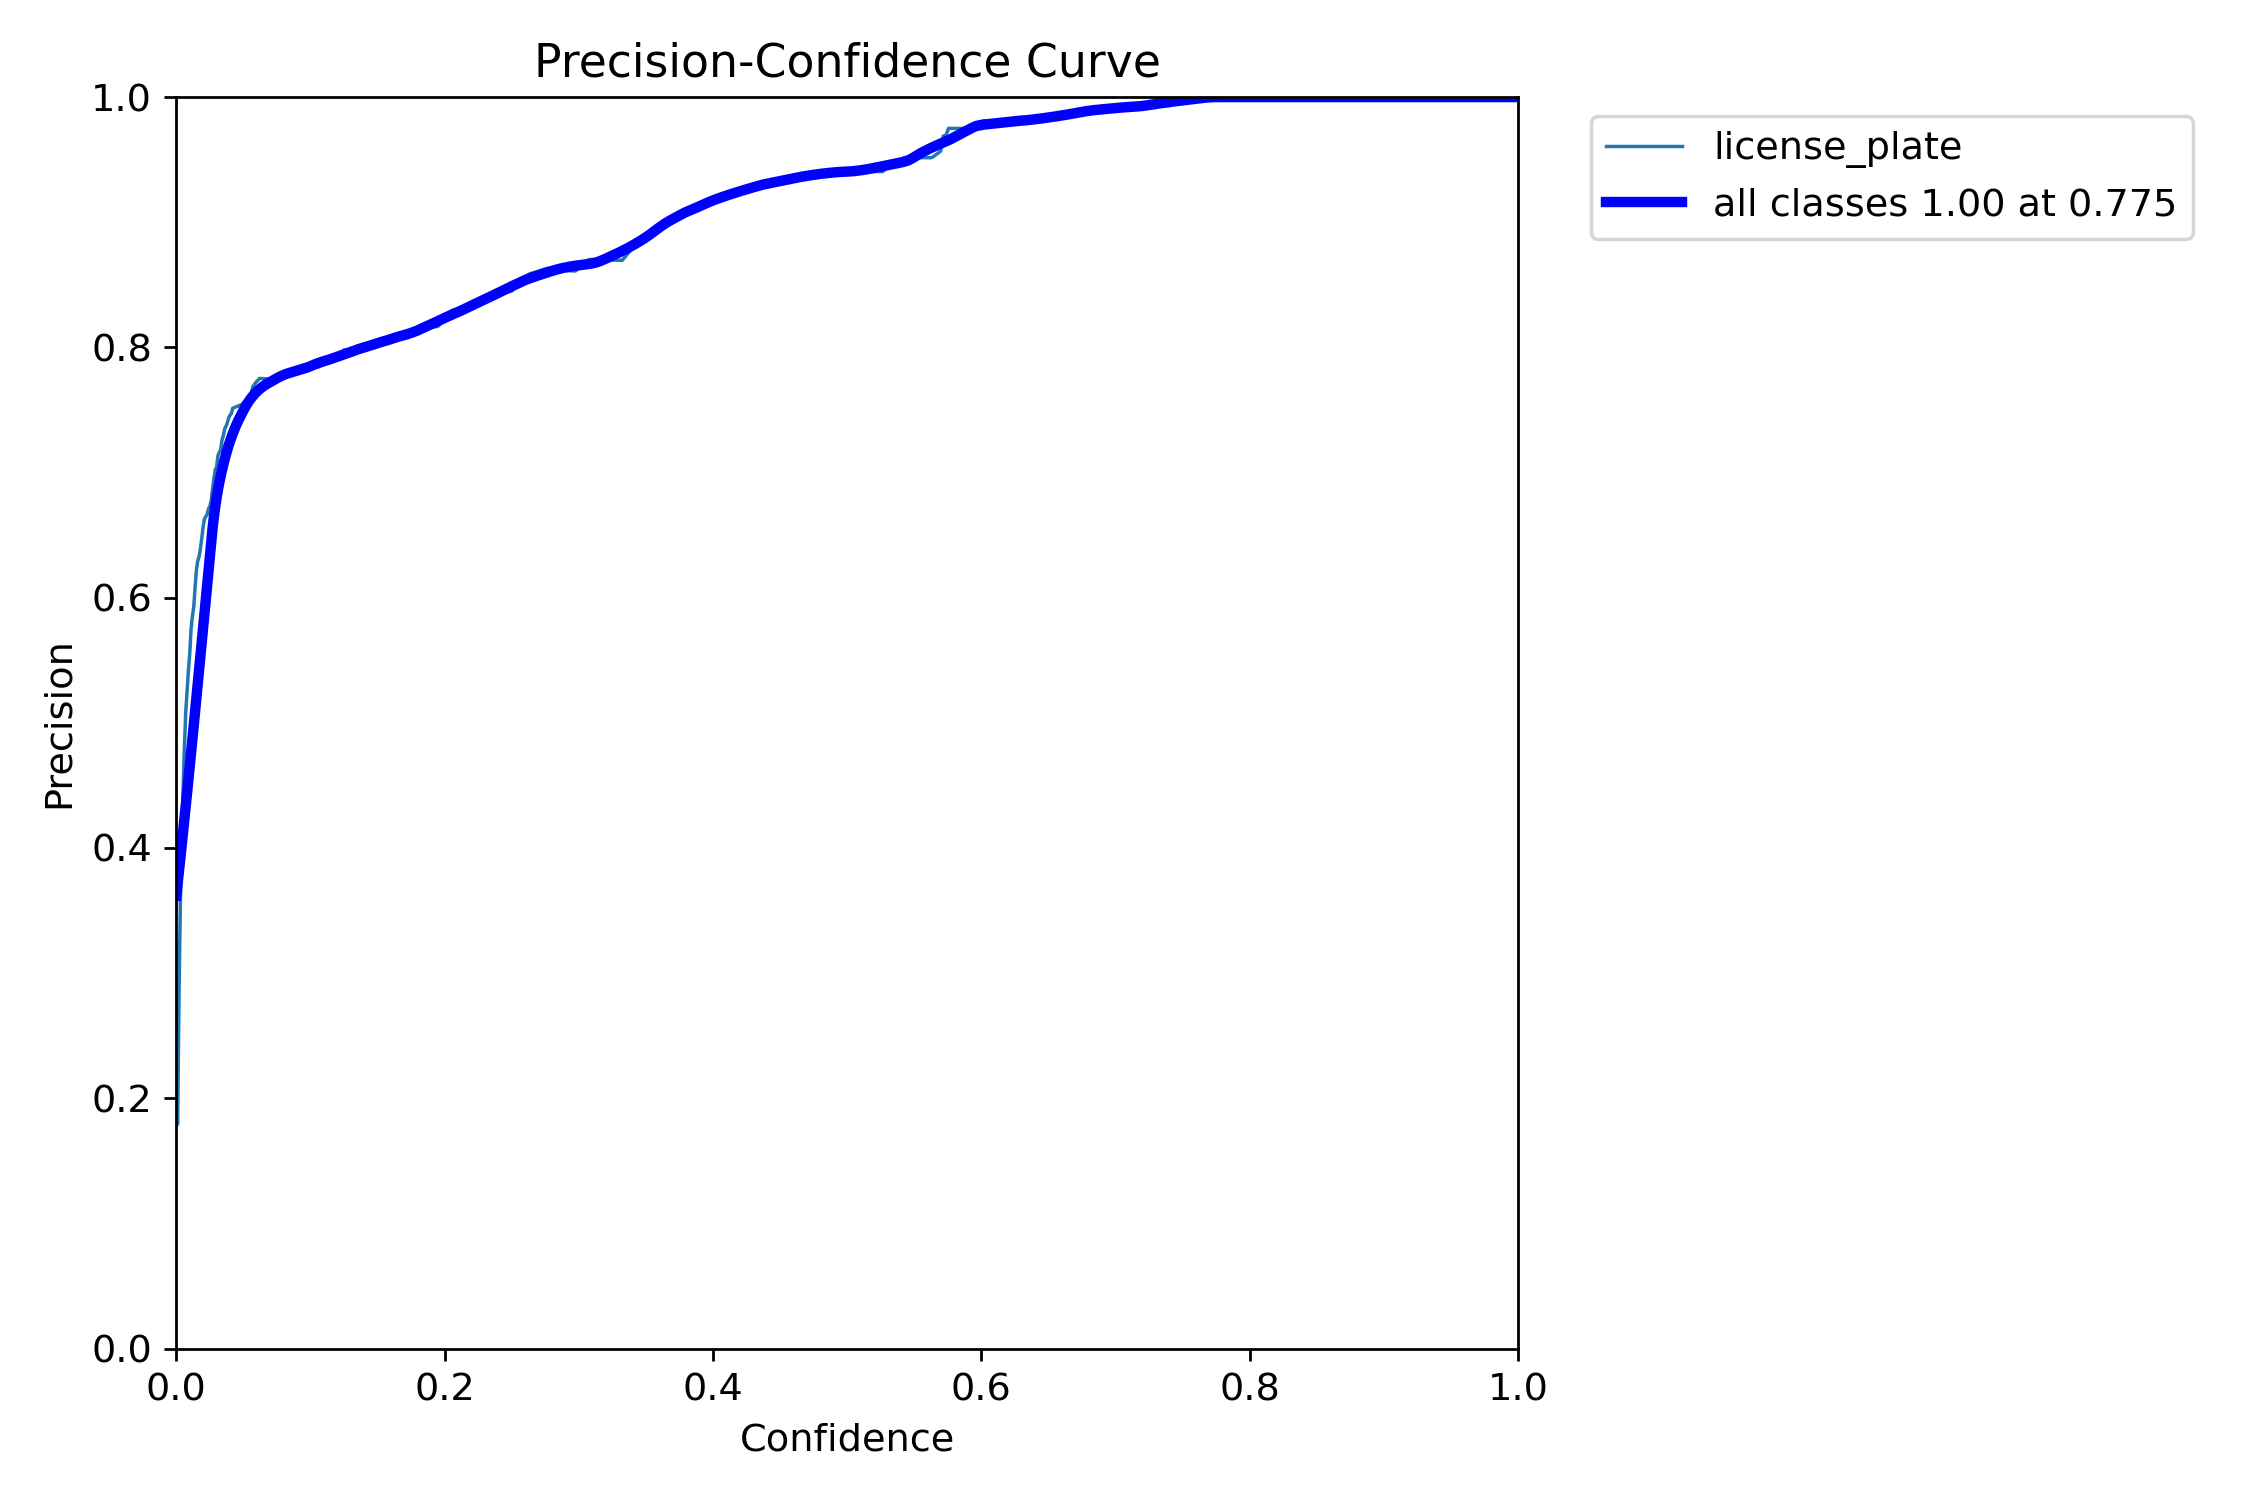 Precision-Confidence Curve
1.0
0.8
0.6
0.4
0.2
0.0
Precision
0.0 0.2 0.4 0.6 0.8 1.0
Confidence
license_plate
all classes 1.00 at 0.775